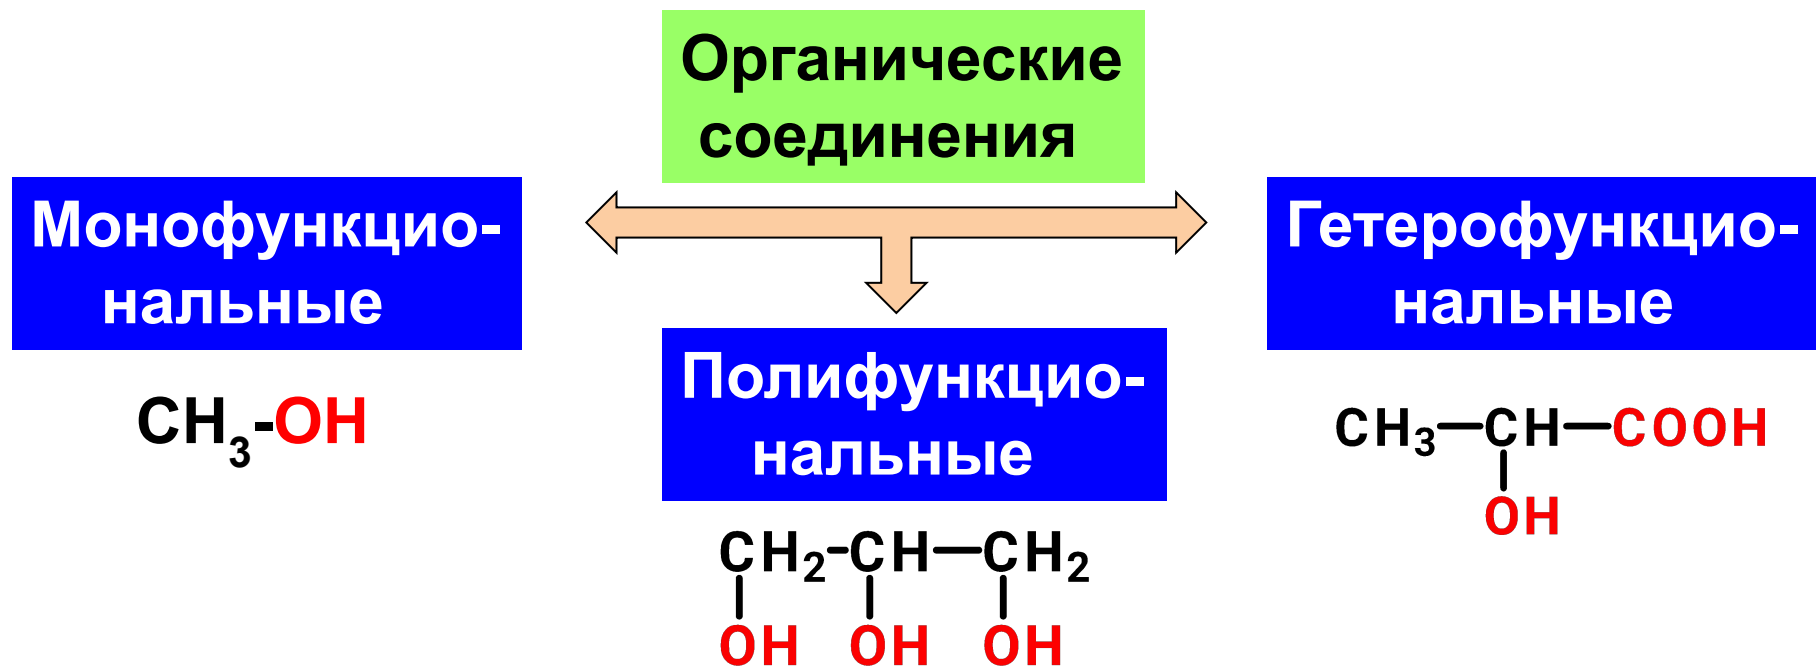 Органические
соединения
Монофункцио-
нальные
CH₃-OH
Полифункцио-
нальные
CH₂-CH—CH₂
OH OH OH
Гетерофункцио-
нальные
CH₃—CH—COOH
OH